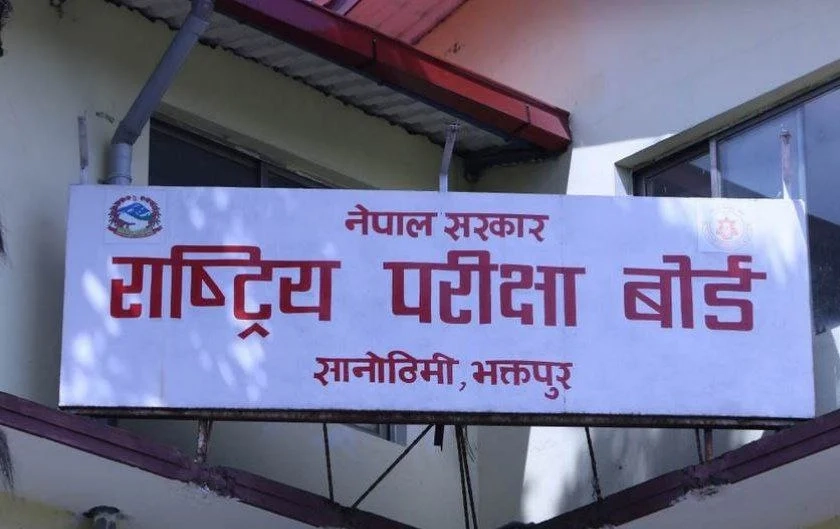 नेपाल सरकार
राष्ट्रिय परीक्षा बोर्ड
सानोठिमी, भक्तपुर